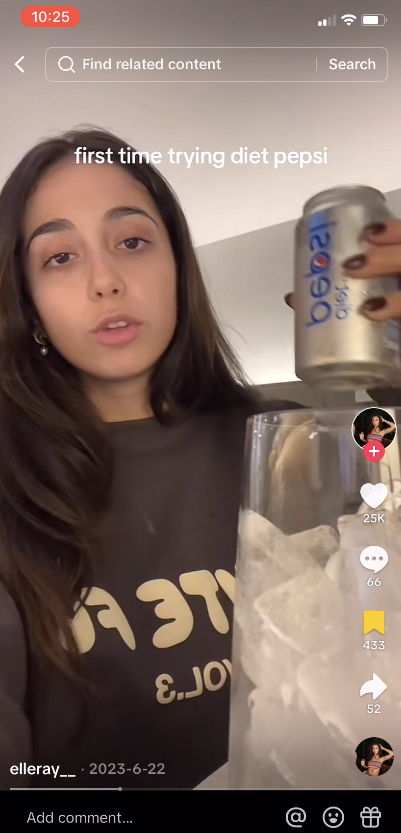 10:25
Find related content
Search
first time trying diet pepsi
pepsi
diet
25K
66
433
52
VOL.3
elleray__ · 2023-6-22
Add comment...